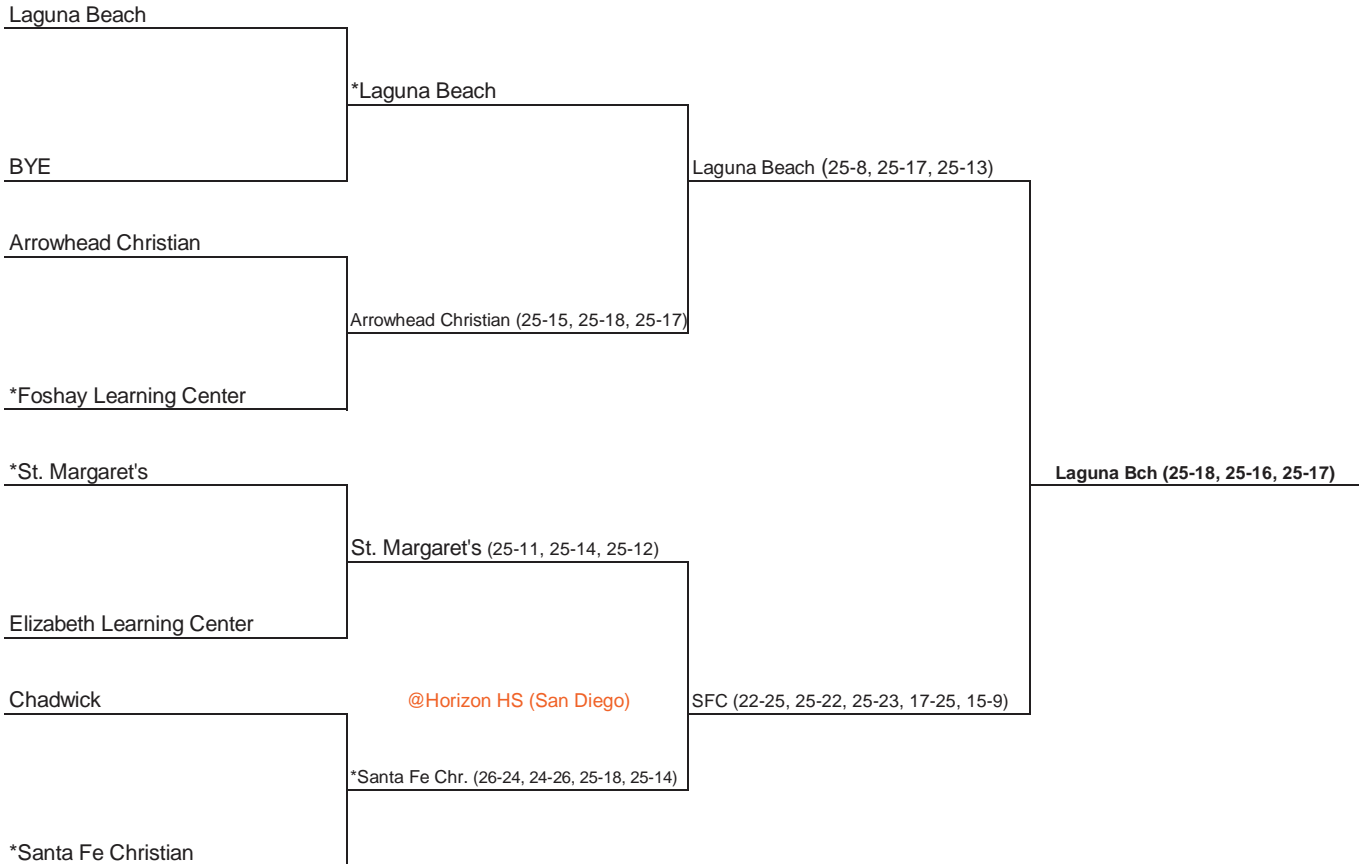 Laguna Beach
*Laguna Beach
BYE
Laguna Beach (25-8, 25-17, 25-13)
Arrowhead Christian
Arrowhead Christian (25-15, 25-18, 25-17)
*Foshay Learning Center
*St. Margaret's
Laguna Bch (25-18, 25-16, 25-17)
St. Margaret's (25-11, 25-14, 25-12)
Elizabeth Learning Center
Chadwick
@Horizon HS (San Diego)
SFC (22-25, 25-22, 25-23, 17-25, 15-9)
*Santa Fe Chr. (26-24, 24-26, 25-18, 25-14)
*Santa Fe Christian